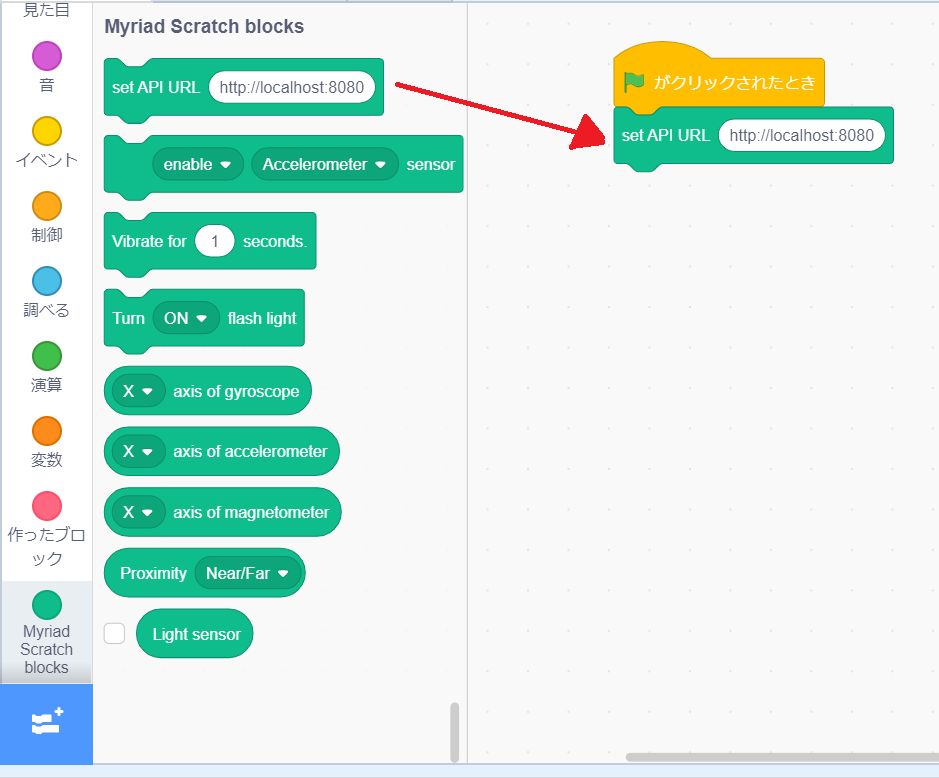 見た目
音
イベント
制御
調べる
演算
変数
作ったブロ
ック
Myriad
Scratch
blocks
Myriad Scratch blocks
set API URL http://localhost:8080
enable Accelerometer sensor
Vibrate for 1 seconds.
Turn ON flash light
X axis of gyroscope
X axis of accelerometer
X axis of magnetometer
Proximity Near/Far
Light sensor
がクリックされたとき
set API URL http://localhost:8080